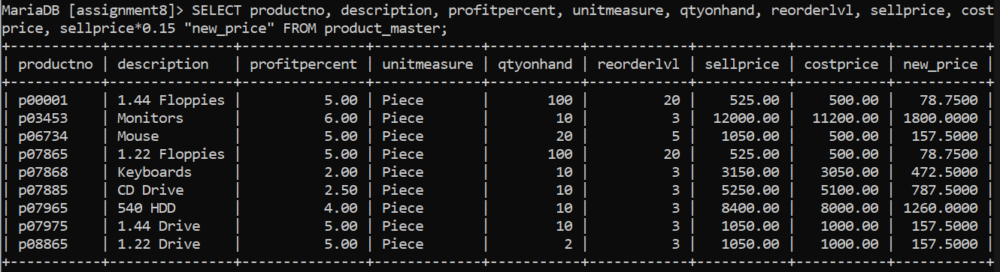 MariaDB [assignment8]> SELECT productno, description, profitpercent, unitmeasure, qtyonhand, reorderlvl, sellprice, cost
price, sellprice*0.15 "new_price" FROM product_master;
+-----------+--------------+---------------+-------------+-----------+------------+-----------+-----------+-----------+
| productno | description  | profitpercent | unitmeasure | qtyonhand | reorderlvl | sellprice | costprice | new_price |
+-----------+--------------+---------------+-------------+-----------+------------+-----------+-----------+-----------+
| p00001    | 1.44 Floppies |          5.00 | Piece       |       100 |         20 |    525.00 |    500.00 |   78.7500 |
| p03453    | Monitors     |          6.00 | Piece       |        10 |          3 |  12000.00 |  11200.00 | 1800.0000 |
| p06734    | Mouse        |          5.00 | Piece       |        20 |          5 |   1050.00 |    500.00 |  157.5000 |
| p07865    | 1.22 Floppies |          5.00 | Piece       |       100 |         20 |    525.00 |    500.00 |   78.7500 |
| p07868    | Keyboards    |          2.00 | Piece       |        10 |          3 |   3150.00 |   3050.00 |  472.5000 |
| p07885    | CD Drive     |          2.50 | Piece       |        10 |          3 |   5250.00 |   5100.00 |  787.5000 |
| p07965    | 540 HDD      |          4.00 | Piece       |        10 |          3 |   8400.00 |   8000.00 | 1260.0000 |
| p07975    | 1.44 Drive   |          5.00 | Piece       |        10 |          3 |   1050.00 |   1000.00 |  157.5000 |
| p08865    | 1.22 Drive   |          5.00 | Piece       |         2 |          3 |   1050.00 |   1000.00 |  157.5000 |
+-----------+--------------+---------------+-------------+-----------+------------+-----------+-----------+-----------+